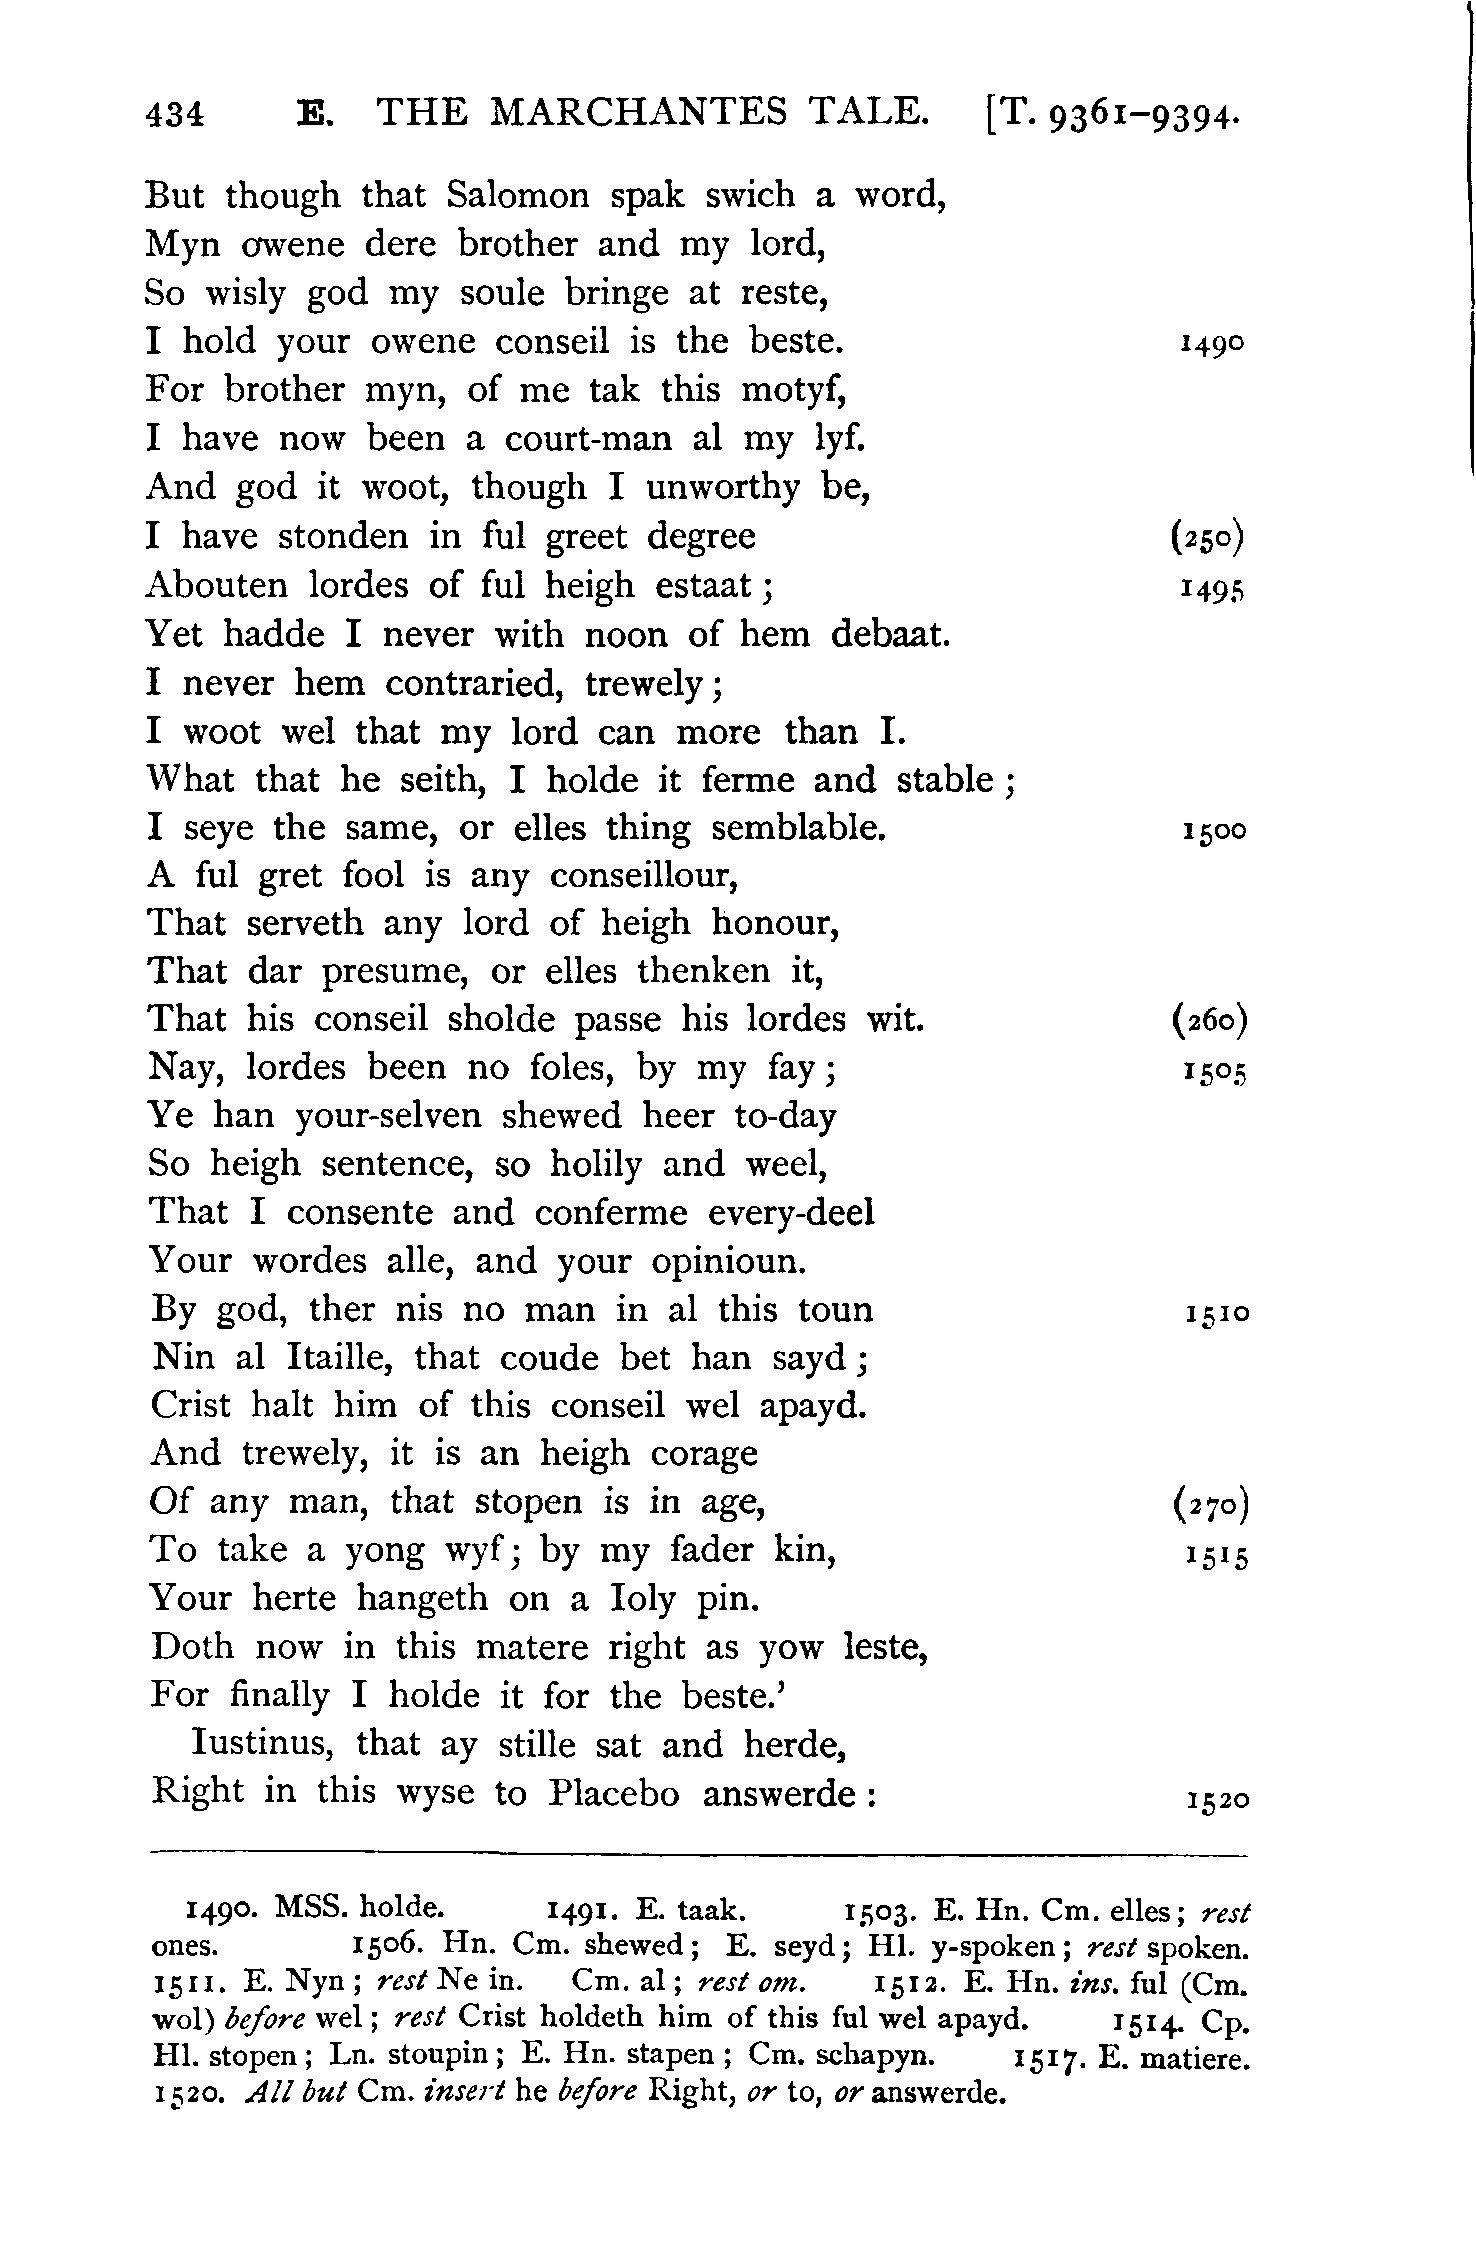 434 E. THE MARCHANTES TALE. [T. 9361–9394.
But though that Salomon spak swich a word,
Myn owene dere brother and my lord,
So wisly god my soule bringe at reste,
I hold your owene conseil is the beste. 1490
For brother myn, of me tak this motyf,
I have now been a court-man al my lyf.
And god it woot, though I unworthy be,
I have stonden in ful greet degree (250)
Abouten lordes of ful heigh estaat ; 1495
Yet hadde I never with noon of hem debaat.
I never hem contraried, trewely ;
I woot wel that my lord can more than I.
What that he seith, I holde it ferme and stable ;
I seye the same, or elles thing semblable. 1500
A ful gret fool is any conseillour,
That serveth any lord of heigh honour,
That dar presume, or elles thenken it,
That his conseil sholde passe his lordes wit. (260)
Nay, lordes been no foles, by my fay ; 1505
Ye han your-selven shewed heer to-day
So heigh sentence, so holily and weel,
That I consente and conferme every-deel
Your wordes alle, and your opinioun.
By god, ther nis no man in al this toun 1510
Nin al Itaille, that coude bet han sayd ;
Crist halt him of this conseil wel apayd.
And trewely, it is an heigh corage
Of any man, that stopen is in age, (270)
To take a yong wyf ; by my fader kin, 1515
Your herte hangeth on a Ioly pin.
Doth now in this matere right as yow leste,
For finally I holde it for the beste.’
Iustinus, that ay stille sat and herde,
Right in this wyse to Placebo answerde : 1520
1490. MSS. holde. 1491. E. taak. 1503. E. Hn. Cm. elles ; rest
ones. 1506. Hn. Cm. shewed ; E. seyd ; Hl. y-spoken ; rest spoken.
1511. E. Nyn ; rest Ne in. Cm. al ; rest om. 1512. E. Hn. ins. ful (Cm.
wol) before wel ; rest Crist holdeth him of this ful wel apayd. 1514. Cp.
Hl. stopen ; Ln. stoupin ; E. Hn. stapen ; Cm. schapyn. 1517. E. matiere.
1520. All but Cm. insert he before Right, or to, or answerde.